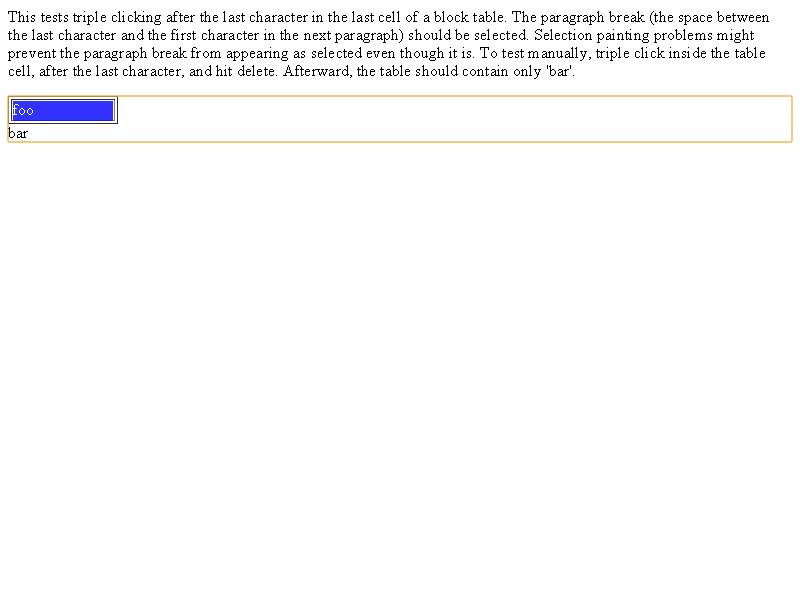 This tests triple clicking after the last character in the last cell of a block table. The paragraph break (the space between
the last character and the first character in the next paragraph) should be selected. Selection painting problems might
prevent the paragraph break from appearing as selected even though it is. To test manually, triple click inside the table
cell, after the last character, and hit delete. Afterward, the table should contain only 'bar'.
foo
bar